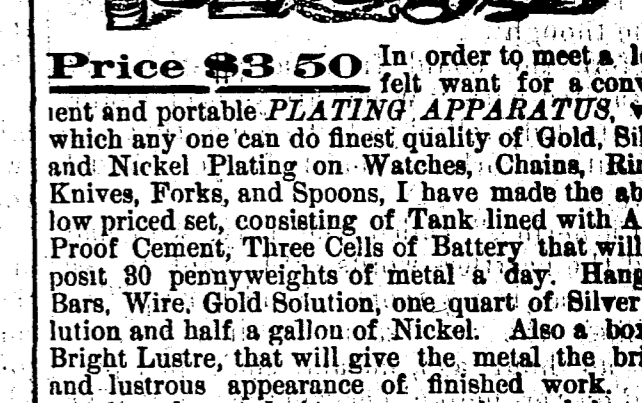 Price $3 50 In order to meet a l
felt want for a conv
ient and portable PLATING APPARATUS, w
which any one can do finest quality of Gold, Sil
and Nickel Plating on Watches, Chains, Rin
Knives, Forks, and Spoons, I have made the ab
low priced set, consisting of Tank lined with A
Proof Cement, Three Cells of Battery that will
posit 30 pennyweights of metal a day. Hang
Bars, Wire, Gold Solution, one quart of Silver
lution and half a gallon of Nickel. Also a box
Bright Lustre, that will give the metal the bri
and lustrous appearance of finished work.